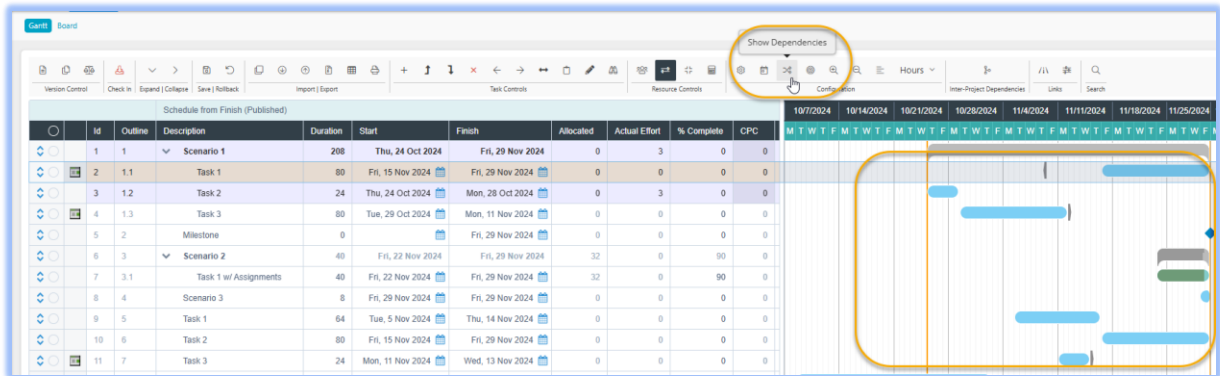 Gantt Board
Show Dependencies
Hours
Version Control Check In Expand | Collapse Save | Rollback Import | Export Task Controls Resource Controls Configuration Inter-Project Dependencies Links Search
Schedule from Finish (Published) 10/7/2024 10/14/2024 10/21/2024 10/28/2024 11/4/2024 11/11/2024 11/18/2024 11/25/2024
Id Outline Description Duration Start Finish Allocated Actual Effort % Complete CPC M T W T F M T W T F M T W T F M T W T F M T W T F M T W T F M T W T F M T W T F
1 1 Scenario 1 208 Thu, 24 Oct 2024 Fri, 29 Nov 2024 0 3 0 0
2 1.1 Task 1 80 Fri, 15 Nov 2024 Fri, 29 Nov 2024 0 0 0 0
3 1.2 Task 2 24 Thu, 24 Oct 2024 Mon, 28 Oct 2024 0 3 0 0
4 1.3 Task 3 80 Tue, 29 Oct 2024 Mon, 11 Nov 2024 0 0 0 0
5 2 Milestone 0 Fri, 29 Nov 2024 0 0 0 0
6 3 Scenario 2 40 Fri, 22 Nov 2024 Fri, 29 Nov 2024 32 0 90 0
7 3.1 Task 1 w/ Assignments 40 Fri, 22 Nov 2024 Fri, 29 Nov 2024 32 0 90 0
8 4 Scenario 3 8 Fri, 29 Nov 2024 Fri, 29 Nov 2024 0 0 0 0
9 5 Task 1 64 Tue, 5 Nov 2024 Thu, 14 Nov 2024 0 0 0 0
10 6 Task 2 80 Fri, 15 Nov 2024 Fri, 29 Nov 2024 0 0 0 0
11 7 Task 3 24 Mon, 11 Nov 2024 Wed, 13 Nov 2024 0 0 0 0